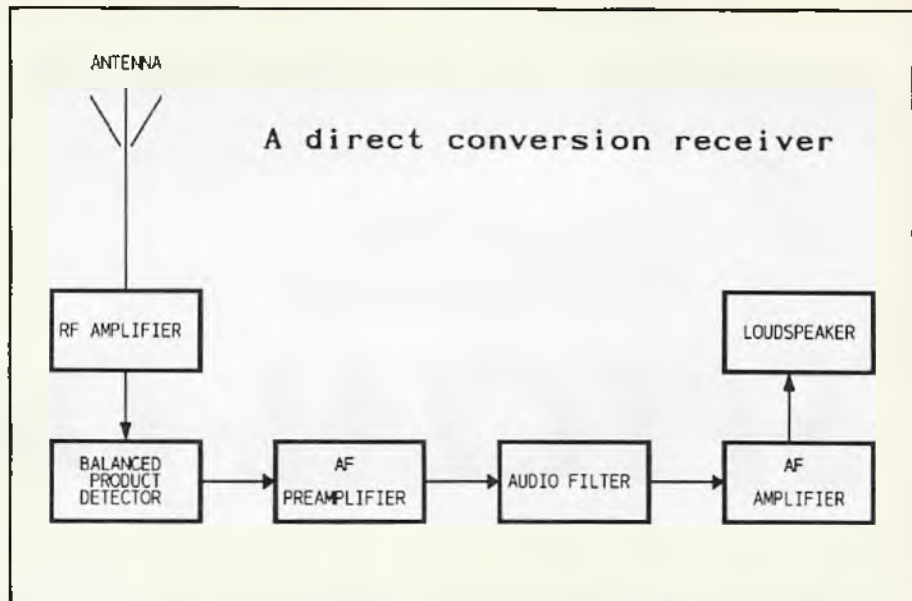 ANTENNA
A direct conversion receiver
RF AMPLIFIER
LOUDSPEAKER
BALANCED
PRODUCT
DETECTOR
AF
PREAMPLIFIER
AUDIO FILTER
AF
AMPLIFIER